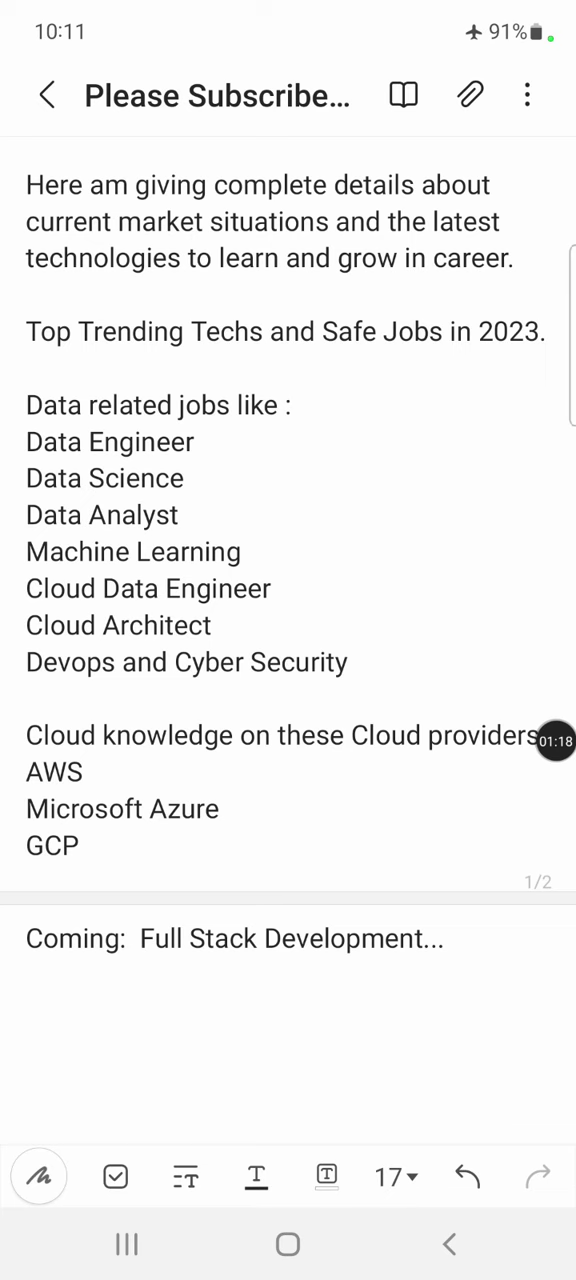 10:11
91%
Please Subscribe...
Here am giving complete details about
current market situations and the latest
technologies to learn and grow in career.
Top Trending Techs and Safe Jobs in 2023.
Data related jobs like :
Data Engineer
Data Science
Data Analyst
Machine Learning
Cloud Data Engineer
Cloud Architect
Devops and Cyber Security
Cloud knowledge on these Cloud providers
01:18
AWS
Microsoft Azure
GCP
1/2
Coming: Full Stack Development...
17